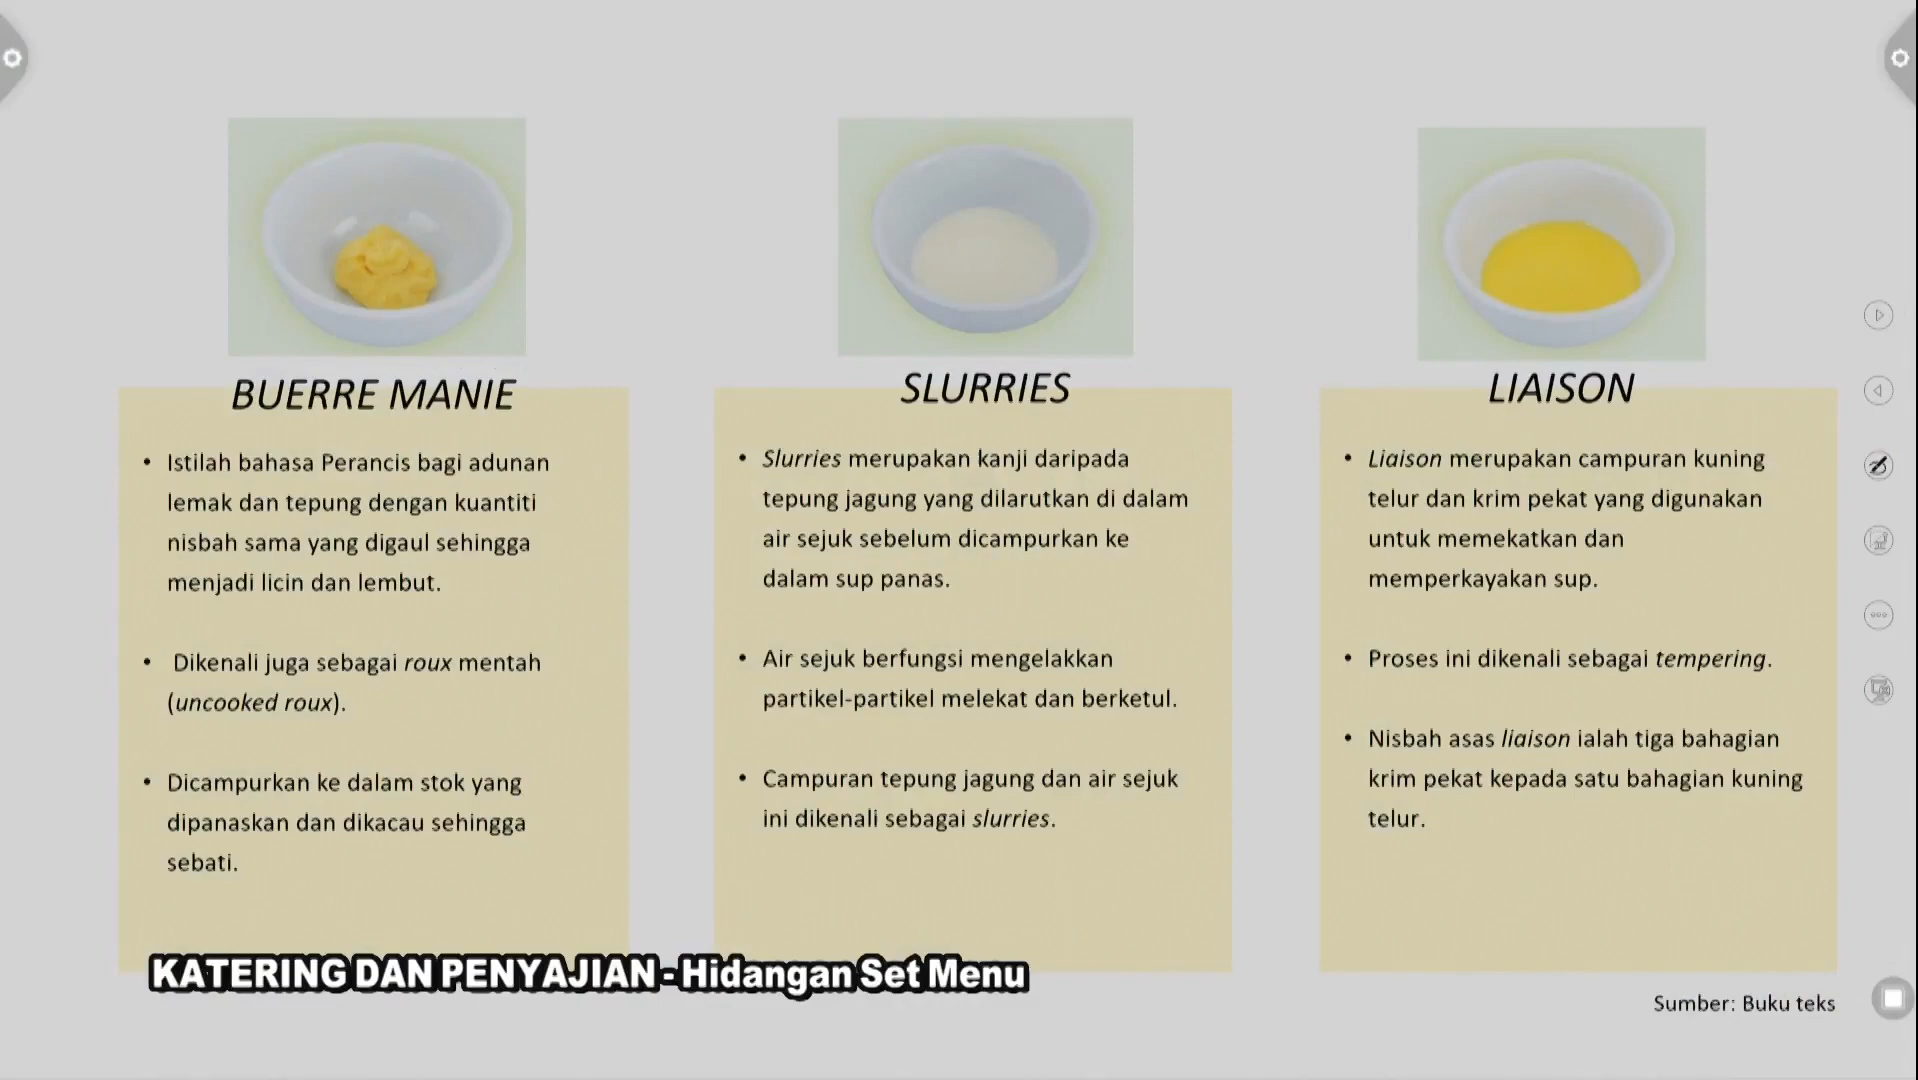 BUERRE MANIE
• Istilah bahasa Perancis bagi adunan
lemak dan tepung dengan kuantiti
nisbah sama yang digaul sehingga
menjadi licin dan lembut.
• Dikenali juga sebagai roux mentah
(uncooked roux).
• Dicampurkan ke dalam stok yang
dipanaskan dan dikacau sehingga
sebati.
SLURRIES
• Slurries merupakan kanji daripada
tepung jagung yang dilarutkan di dalam
air sejuk sebelum dicampurkan ke
dalam sup panas.
• Air sejuk berfungsi mengelakkan
partikel-partikel melekat dan berketul.
• Campuran tepung jagung dan air sejuk
ini dikenali sebagai slurries.
LIAISON
• Liaison merupakan campuran kuning
telur dan krim pekat yang digunakan
untuk memekatkan dan
memperkayakan sup.
• Proses ini dikenali sebagai tempering.
• Nisbah asas liaison ialah tiga bahagian
krim pekat kepada satu bahagian kuning
telur.
KATERING DAN PENYAJIAN - Hidangan Set Menu
Sumber: Buku teks